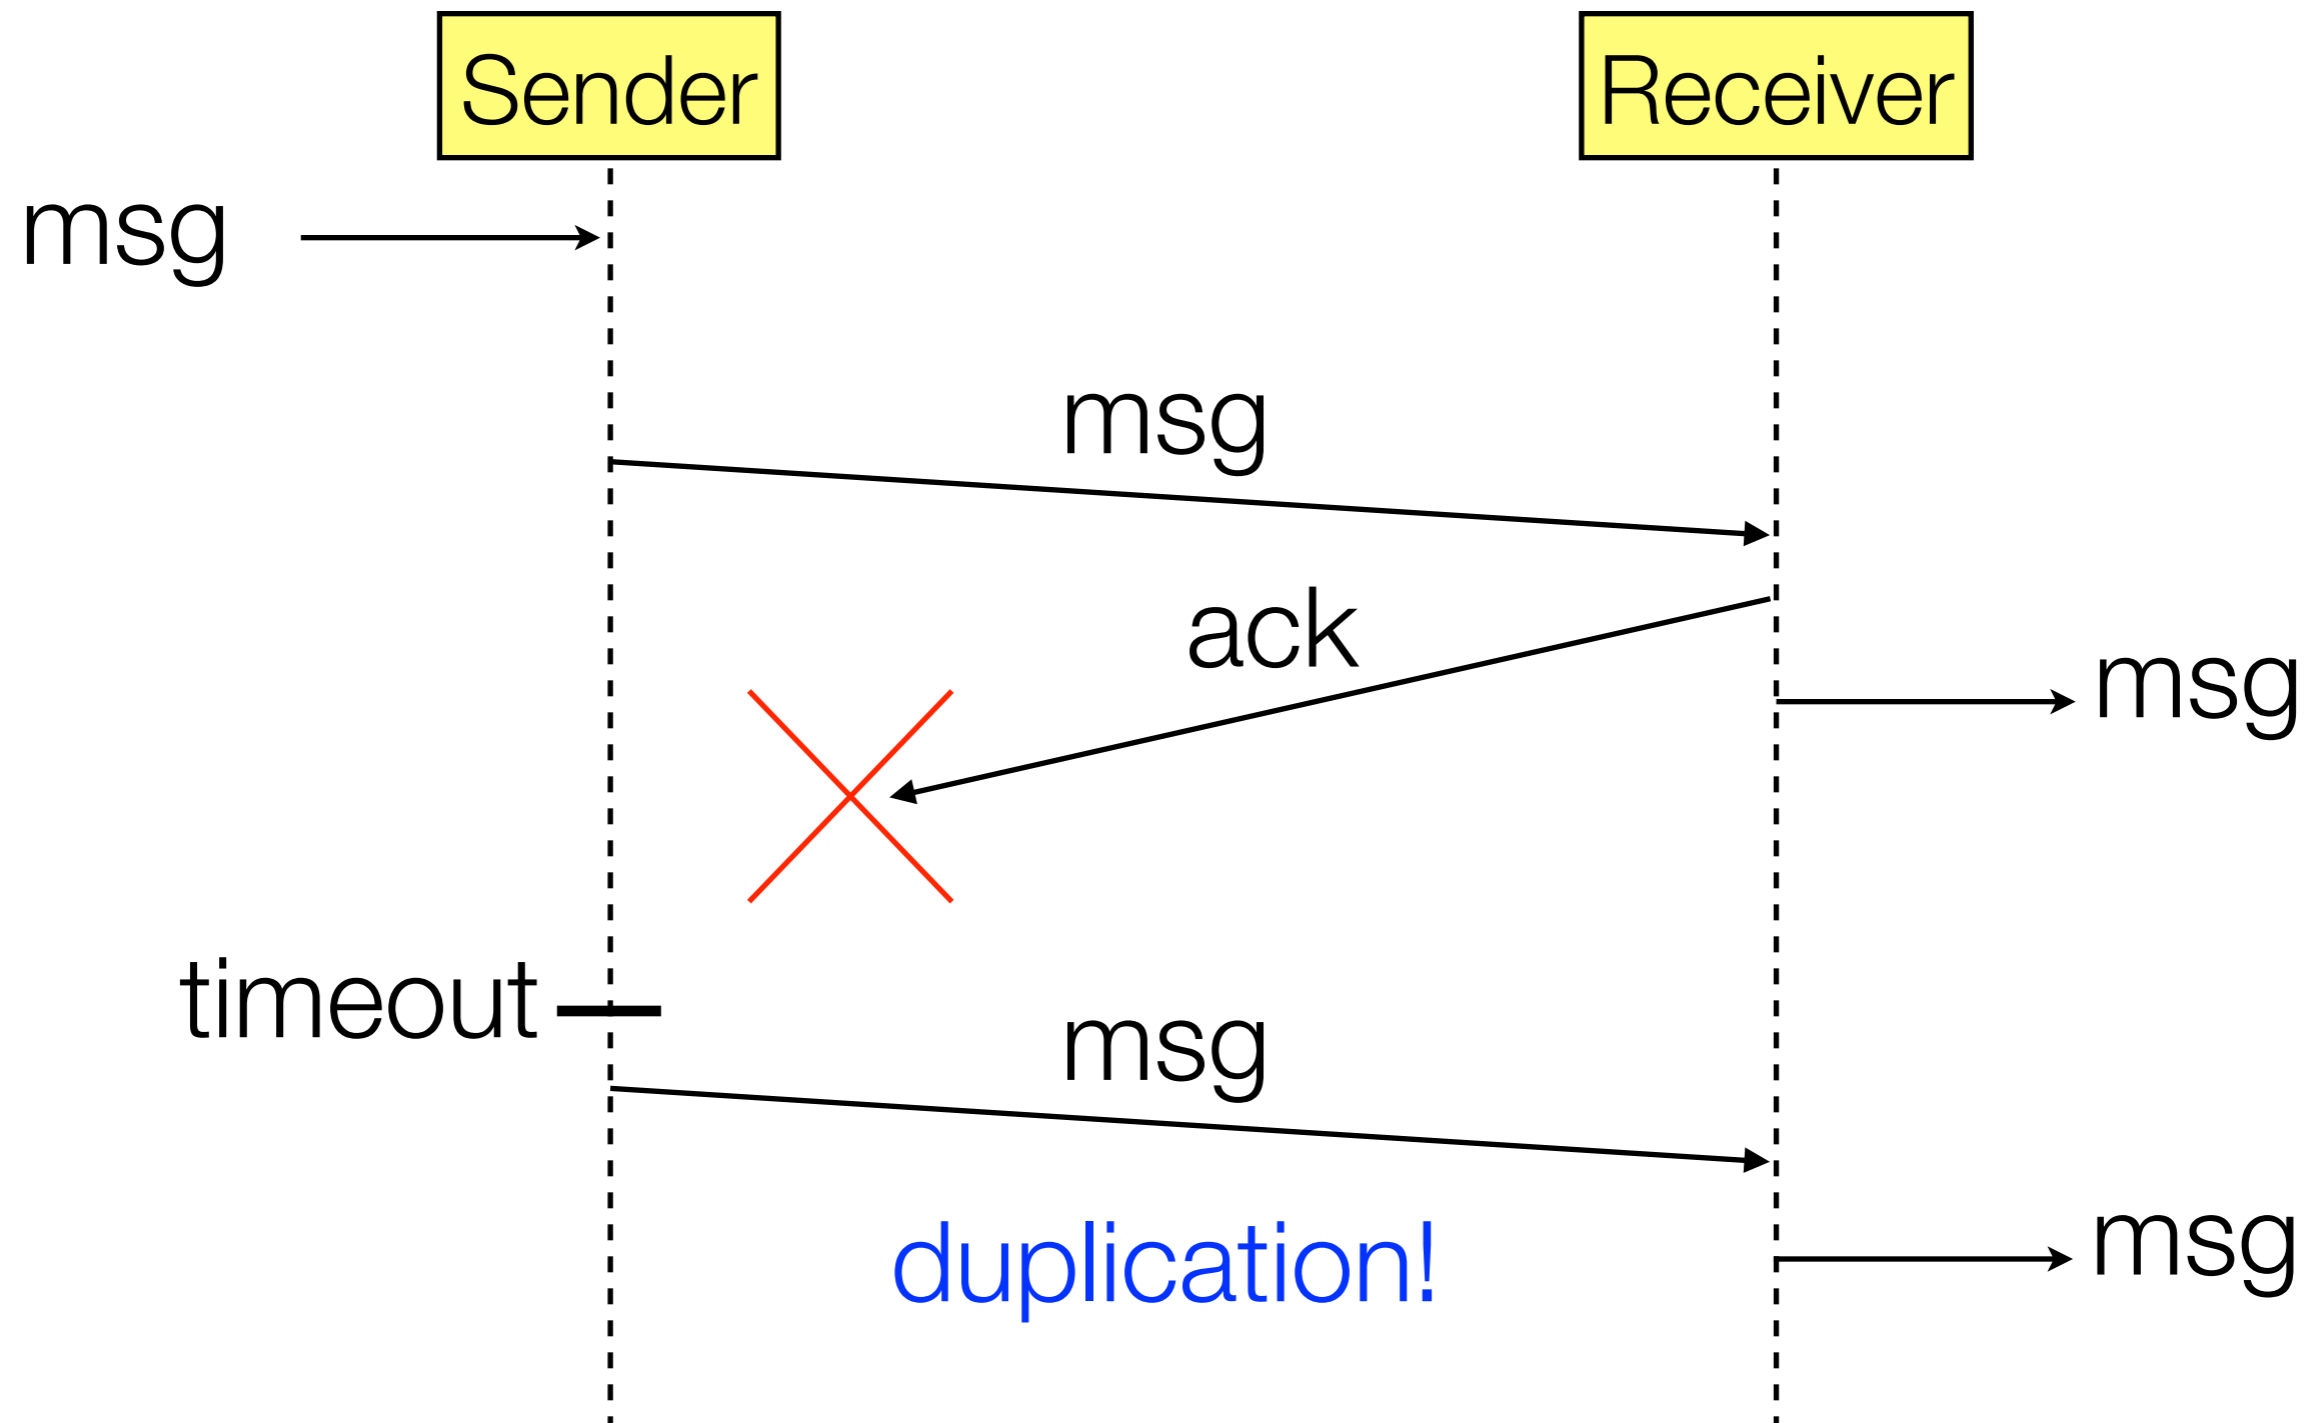 Sender
Receiver
msg
msg
ack
msg
timeout
msg
duplication!
msg